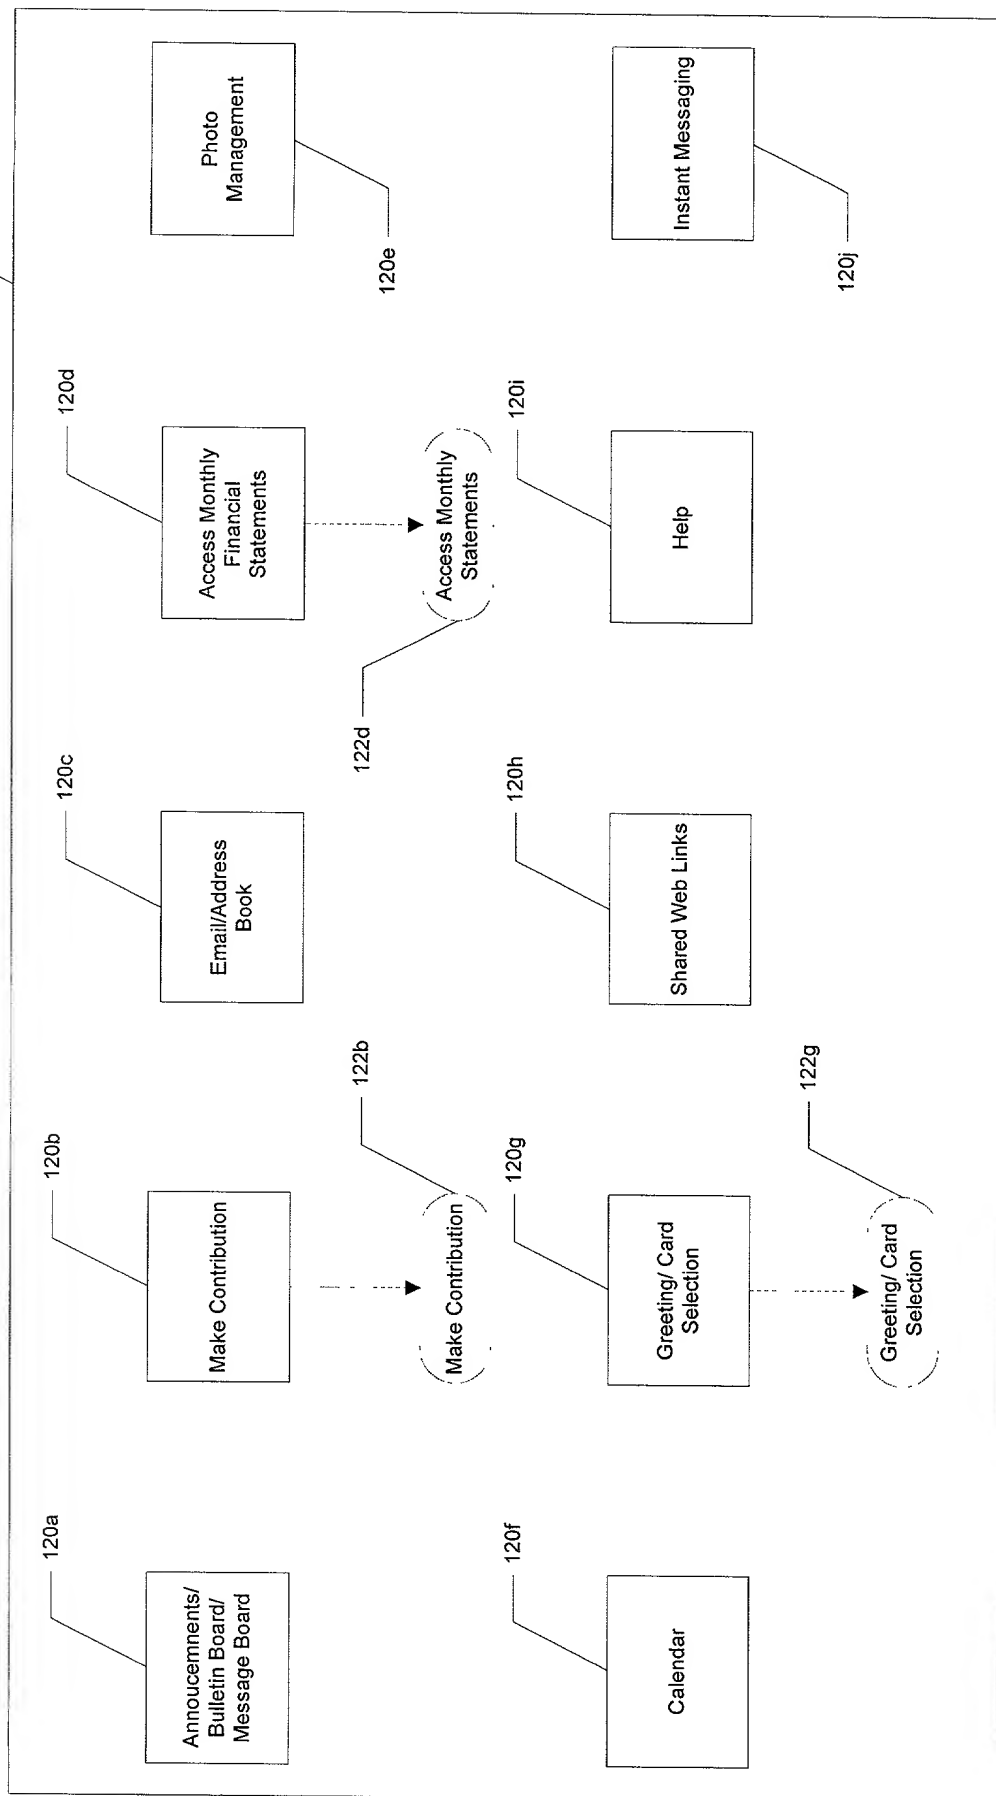 120a
Annoucemnents/
Bulletin Board/
Message Board
120b
Make Contribution
122b
Make Contribution
120c
Email/Address
Book
120d
Access Monthly
Financial
Statements
122d
Access Monthly
Statements
Photo
Management
120e
120f
Calendar
120g
Greeting/ Card
Selection
122g
Greeting/ Card
Selection
120h
Shared Web Links
120i
Help
Instant Messaging
120j